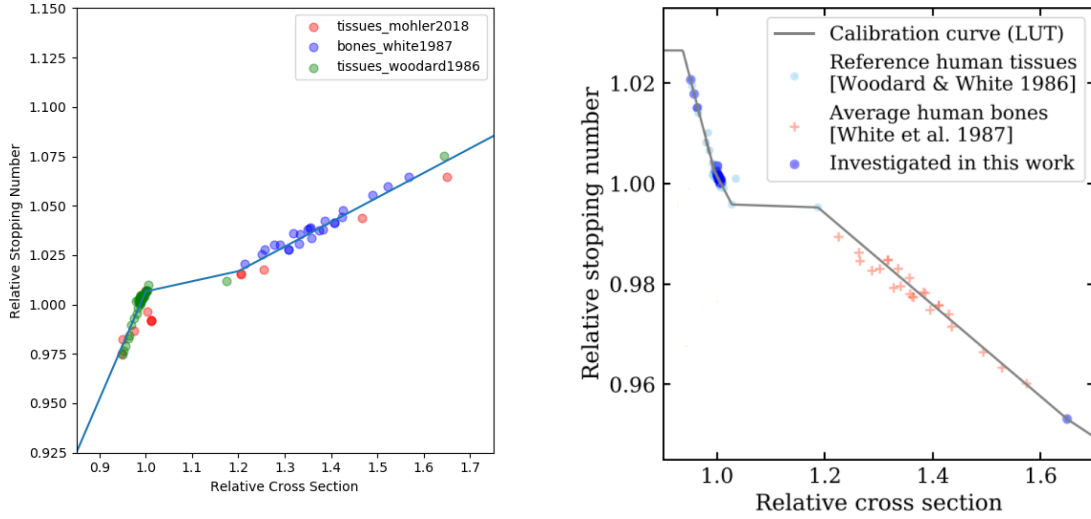 1.150
1.125
1.100
1.075
1.050
1.025
1.000
0.975
0.950
0.925
Relative Stopping Number
tissues_mohler2018
bones_white1987
tissues_woodard1986
0.9 1.0 1.1 1.2 1.3 1.4 1.5 1.6 1.7
Relative Cross Section
1.02
1.00
0.98
0.96
Relative stopping number
Calibration curve (LUT)
Reference human tissues
[Woodard & White 1986]
Average human bones
[White et al. 1987]
Investigated in this work
1.0 1.2 1.4 1.6
Relative cross section